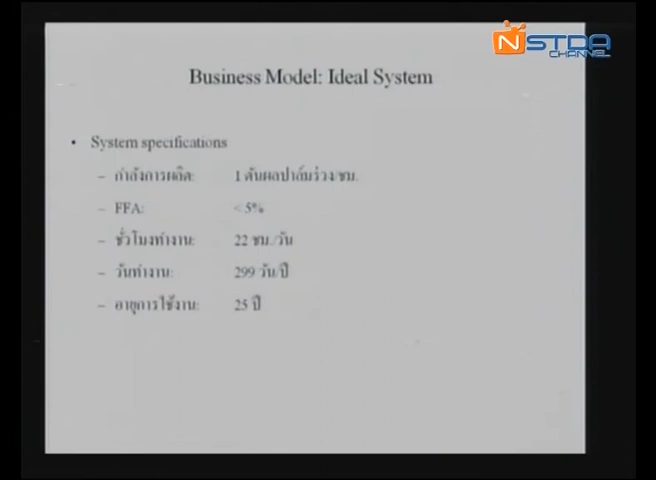 NSTDA
CHANNEL
Business Model: Ideal System
• System specifications
– กำลังการผลิต: 1 ตันผลปาล์มร่วง/ชม.
– FFA: < 5%
– ชั่วโมงทำงาน: 22 ชม./วัน
– วันทำงาน: 299 วัน/ปี
– อายุการใช้งาน: 25 ปี